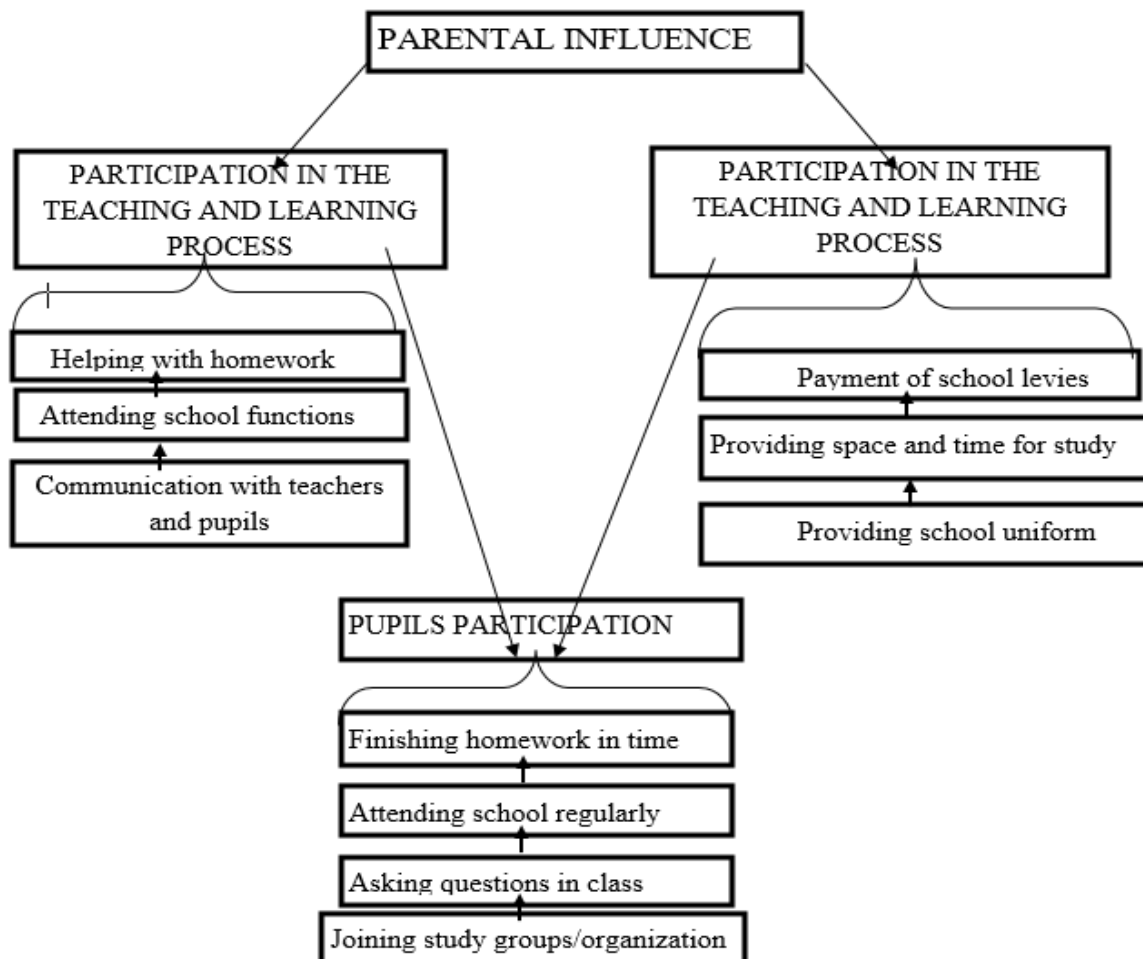 PARENTAL INFLUENCE
PARTICIPATION IN THE
TEACHING AND LEARNING
PROCESS
Helping with homework
Attending school functions
Communication with teachers
and pupils
PARTICIPATION IN THE
TEACHING AND LEARNING
PROCESS
Payment of school levies
Providing space and time for study
Providing school uniform
PUPILS PARTICIPATION
Finishing homework in time
Attending school regularly
Asking questions in class
Joining study groups/organization